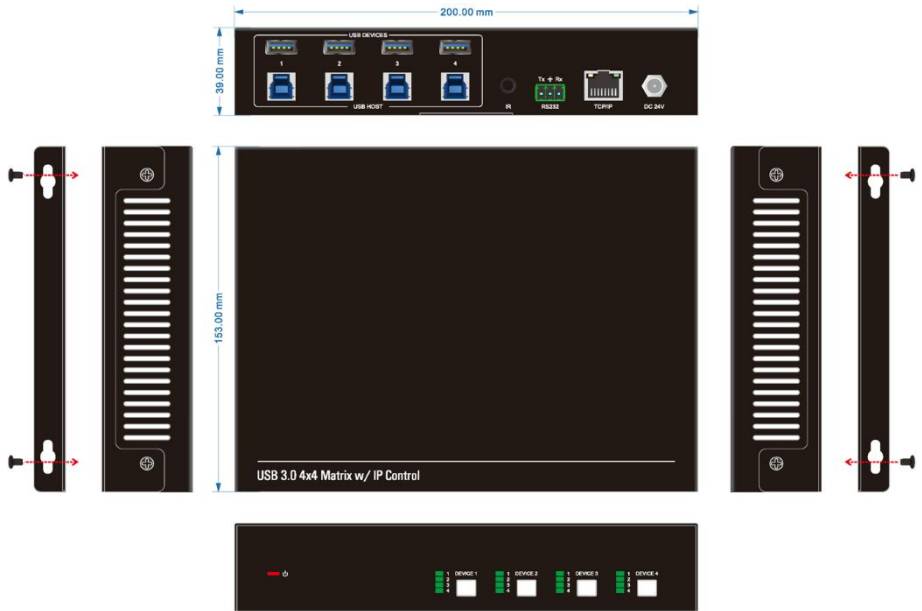 200.00 mm
39.00 mm
USB DEVICES
1 2 3 4
USB HOST
IR
Tx Rx
RS232
TCP/IP
DC 24V
153.00 mm
USB 3.0 4x4 Matrix w/ IP Control
1 DEVICE 1
2
3
4
1 DEVICE 2
2
3
4
1 DEVICE 3
2
3
4
1 DEVICE 4
2
3
4